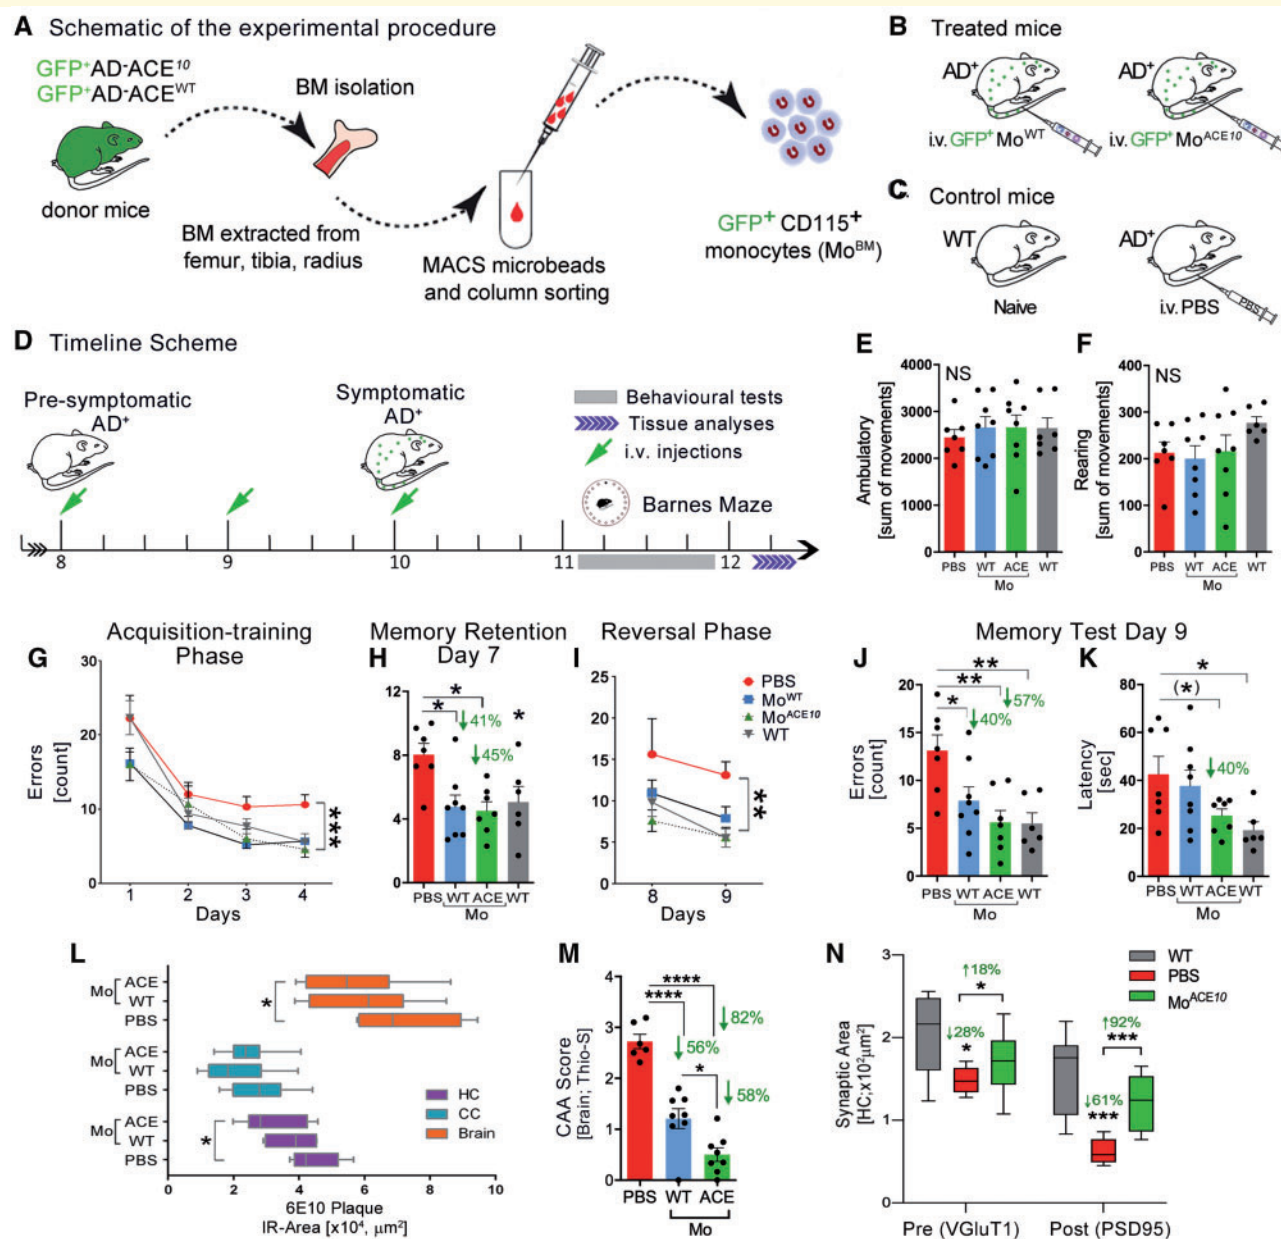 A Schematic of the experimental procedure
GFP⁺AD⁻ACE¹⁰
GFP⁺AD⁻ACEᵂᵀ
donor mice
BM isolation
BM extracted from
femur, tibia, radius
MACS microbeads
and column sorting
GFP⁺ CD115⁺
monocytes (Moᴮᴹ)
B Treated mice
AD⁺
AD⁺
i.v. GFP⁺ Moᵂᵀ
i.v. GFP⁺ Moᴬᶜᴱ¹⁰
C. Control mice
WT
AD⁺
PBS
Naive
i.v. PBS
D Timeline Scheme
Pre-symptomatic
AD⁺
Symptomatic
AD⁺
Behavioural tests
Tissue analyses
i.v. injections
Barnes Maze
8 9 10 11 12
E
NS
Ambulatory
[sum of movements]
4000
3000
2000
1000
0
PBS WT ACE WT
Mo
F
NS
Rearing
[sum of movements]
400
300
200
100
0
PBS WT ACE WT
Mo
G
Acquisition-training
Phase
Errors
[count]
30
20
10
0
***
1 2 3 4
Days
H
Memory Retention
Day 7
12
8
4
0
*
*
41%
45%
*
PBS WT ACE WT
Mo
I
Reversal Phase
25
20
15
10
5
0
PBS
Moᵂᵀ
Moᴬᶜᴱ¹⁰
WT
**
8 9
Days
Memory Test Day 9
J
Errors
[count]
20
15
10
5
0
**
**
*
57%
40%
PBS WT ACE WT
Mo
K
Latency
[sec]
80
60
40
20
0
*
(*)
40%
PBS WT ACE WT
Mo
L
Mo
ACE
WT
PBS
*
Mo
ACE
WT
PBS
Mo
ACE
WT
PBS
*
HC
CC
Brain
0 2 4 6 8 10
6E10 Plaque
IR-Area [x10⁴, µm²]
M
CAA Score
[Brain; Thio-S]
4
3
2
1
0
****
****
82%
56%
*
58%
PBS WT ACE
Mo
N
Synaptic Area
[HC;x10²µm²]
3
2
1
0
WT
PBS
Moᴬᶜᴱ¹⁰
↑18%
*
↓28%
*
↑92%
***
↓61%
***
Pre (VGluT1) Post (PSD95)